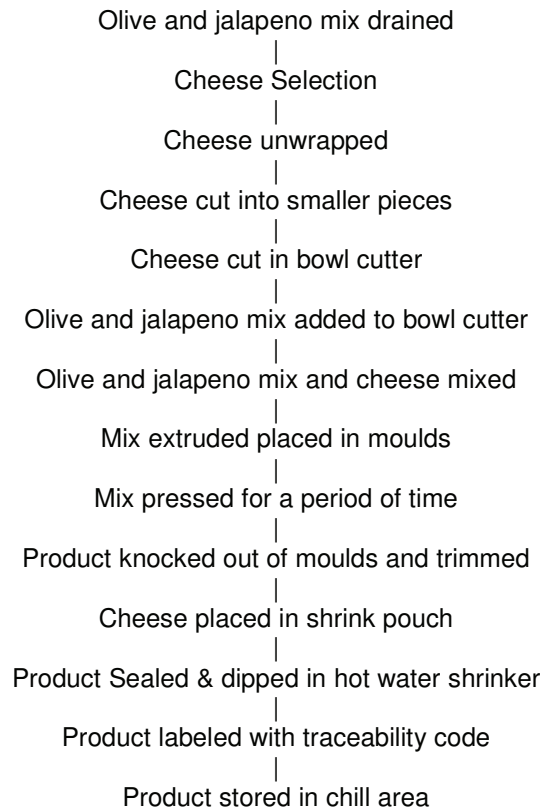 Olive and jalapeno mix drained
Cheese Selection
Cheese unwrapped
Cheese cut into smaller pieces
Cheese cut in bowl cutter
Olive and jalapeno mix added to bowl cutter
Olive and jalapeno mix and cheese mixed
Mix extruded placed in moulds
Mix pressed for a period of time
Product knocked out of moulds and trimmed
Cheese placed in shrink pouch
Product Sealed & dipped in hot water shrinker
Product labeled with traceability code
Product stored in chill area